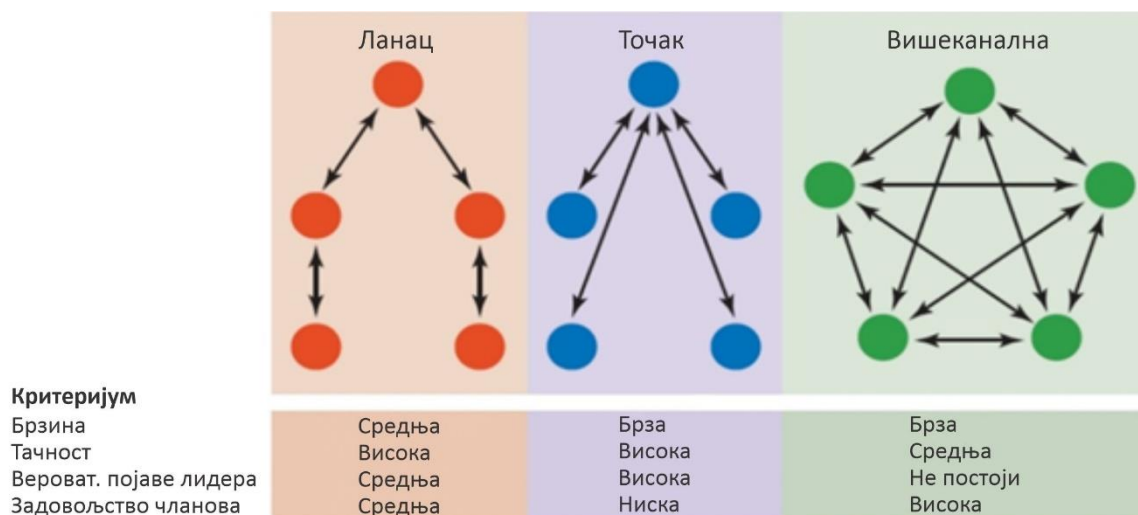 Ланац Точак Вишеканална
Критеријум
Брзина Средња Брза Брза
Тачност Висока Висока Средња
Вероват. појаве лидера Средња Висока Не постоји
Задовољство чланова Средња Ниска Висока